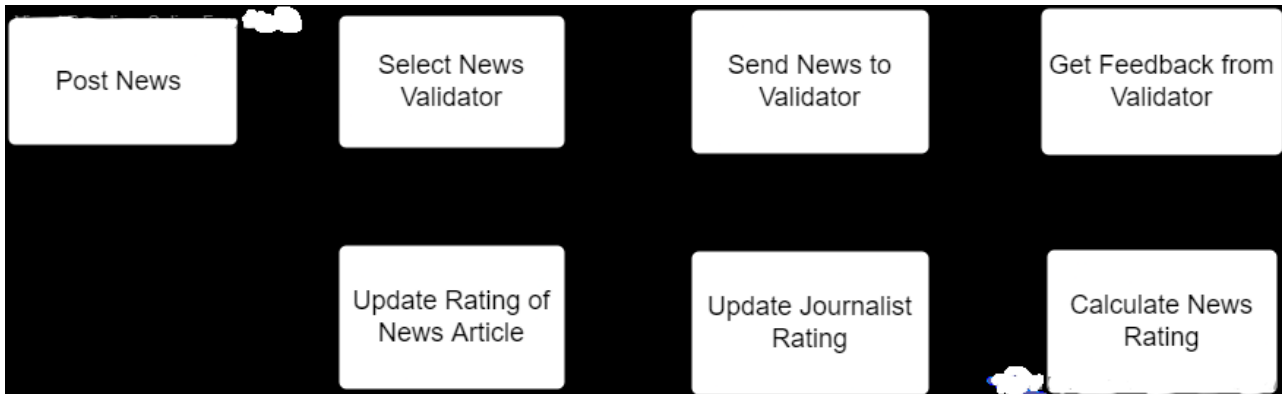 Post News
Select News
Validator
Send News to
Validator
Get Feedback from
Validator
Update Rating of
News Article
Update Journalist
Rating
Calculate News
Rating